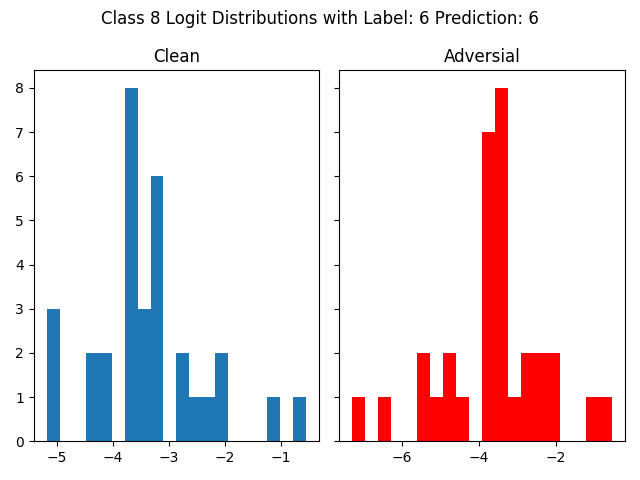 Class 8 Logit Distributions with Label: 6 Prediction: 6
Clean
Adversial
8
7
6
5
4
3
2
1
0
−5 −4 −3 −2 −1
−6 −4 −2